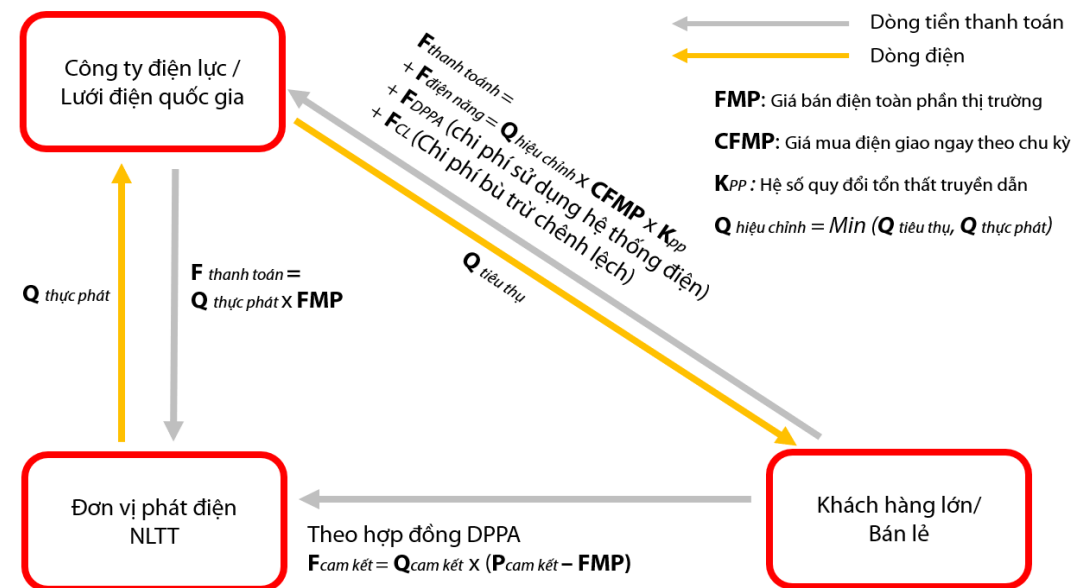 Công ty điện lực /
Lưới điện quốc gia
Dòng tiền thanh toán
Dòng điện
FMP: Giá bán điện toàn phần thị trường
CFMP: Giá mua điện giao ngay theo chu kỳ
KPP : Hệ số quy đổi tổn thất truyền dẫn
Q hiệu chỉnh = Min (Q tiêu thụ, Q thực phát)
Fthanh toánh =
+ Fđiện năng = Qhiệu chỉnh x CFMP x Kpp
+ FDPPA (chi phí sử dụng hệ thống điện)
+ FCL (Chi phí bù trừ chênh lệch)
Q tiêu thụ
Q thực phát
F thanh toán =
Q thực phát x FMP
Đơn vị phát điện
NLTT
Theo hợp đồng DPPA
Fcam kết = Qcam kết x (Pcam kết – FMP)
Khách hàng lớn/
Bán lẻ